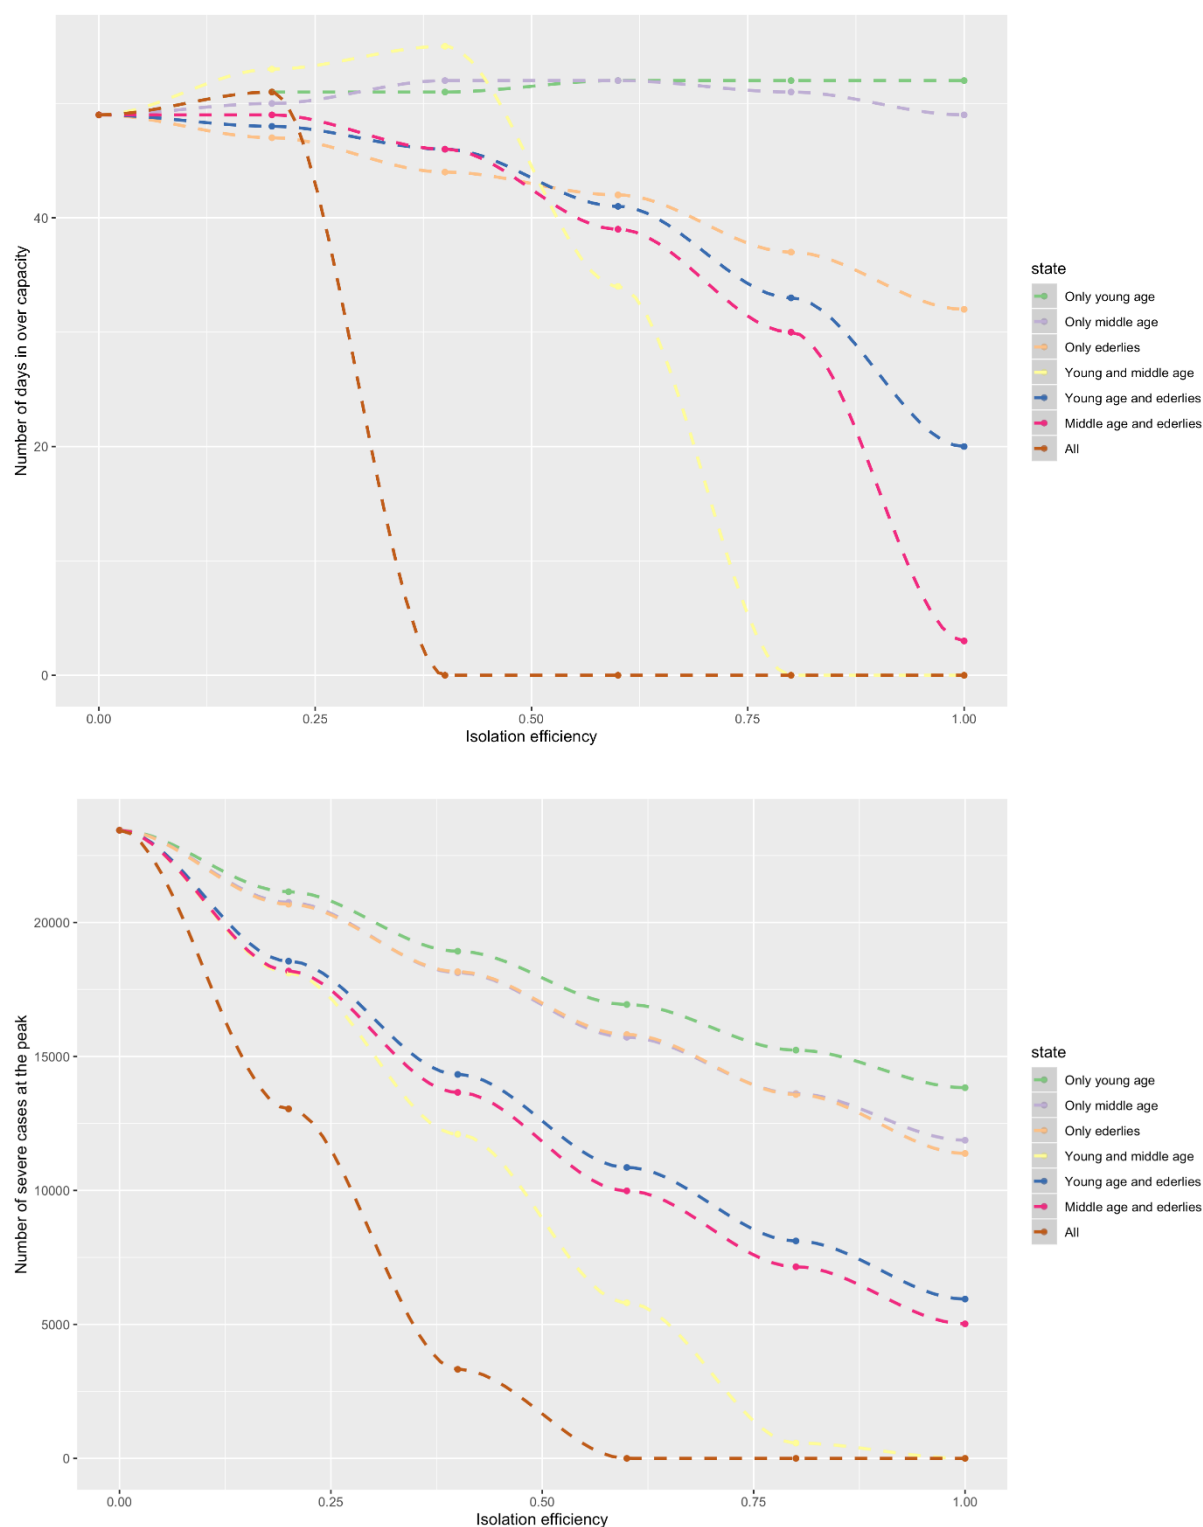 Number of days in over capacity
40
20
0
0.00
0.25
0.50
0.75
1.00
Isolation efficiency
state
Only young age
Only middle age
Only ederlies
Young and middle age
Young age and ederlies
Middle age and ederlies
All
Number of severe cases at the peak
20000
15000
10000
5000
0
0.00
0.25
0.50
0.75
1.00
Isolation efficiency
state
Only young age
Only middle age
Only ederlies
Young and middle age
Young age and ederlies
Middle age and ederlies
All